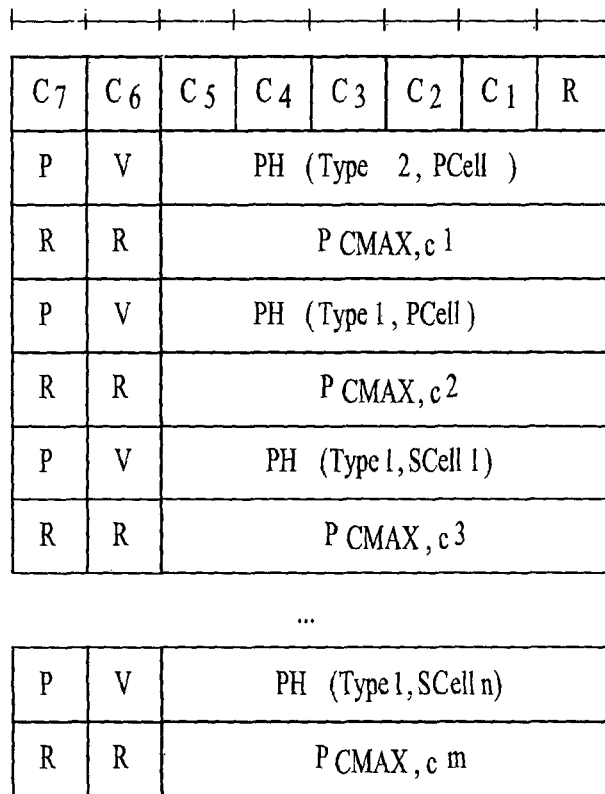 C7 C6 C5 C4 C3 C2 C1 R
P V PH (Type 2, PCell )
R R P CMAX, c 1
P V PH (Type 1, PCell)
R R P CMAX, c 2
P V PH (Type 1, SCell 1)
R R P CMAX, c 3
...
P V PH (Type 1, SCell n)
R R P CMAX, c m